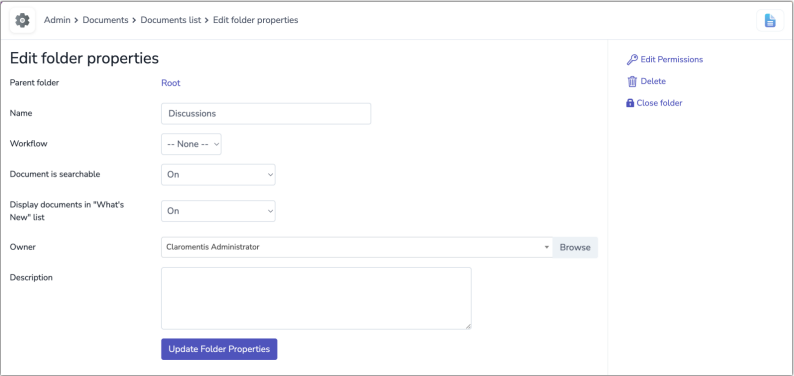 Admin > Documents > Documents list > Edit folder properties
Edit folder properties
Parent folder
Root
Name
Discussions
Workflow
-- None --
Document is searchable
On
Display documents in "What's
New" list
On
Owner
Claromentis Administrator
Browse
Description
Update Folder Properties
Edit Permissions
Delete
Close folder